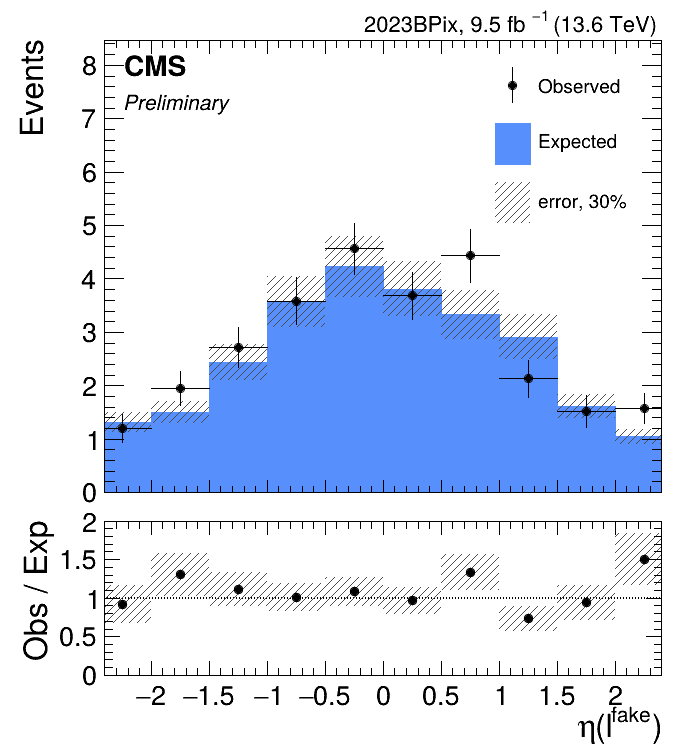 2023BPix, 9.5 fb⁻¹ (13.6 TeV)
CMS
Preliminary
Events
8
7
6
5
4
3
2
1
0
Observed
Expected
error, 30%
Obs / Exp
2
1.5
1
0.5
0
−2 −1.5 −1 −0.5 0 0.5 1 1.5 2
η(l^fake)